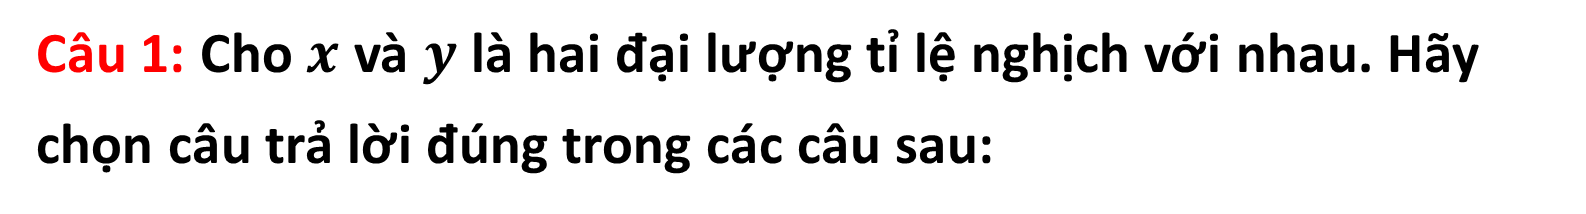 Câu 1: Cho x và y là hai đại lượng tỉ lệ nghịch với nhau. Hãy
chọn câu trả lời đúng trong các câu sau: